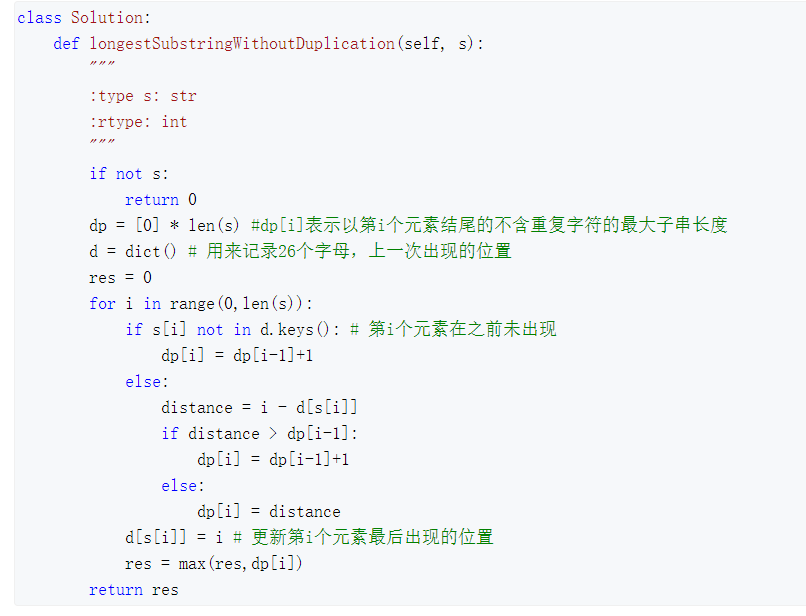 class Solution:
    def longestSubstringWithoutDuplication(self, s):
        """
        :type s: str
        :rtype: int
        """
        if not s:
            return 0
        dp = [0] * len(s) #dp[i]表示以第i个元素结尾的不含重复字符的最大子串长度
        d = dict() # 用来记录26个字母，上一次出现的位置
        res = 0
        for i in range(0,len(s)):
            if s[i] not in d.keys(): # 第i个元素在之前未出现
                dp[i] = dp[i-1]+1
            else:
                distance = i - d[s[i]]
                if distance > dp[i-1]:
                    dp[i] = dp[i-1]+1
                else:
                    dp[i] = distance
            d[s[i]] = i # 更新第i个元素最后出现的位置
            res = max(res,dp[i])
        return res